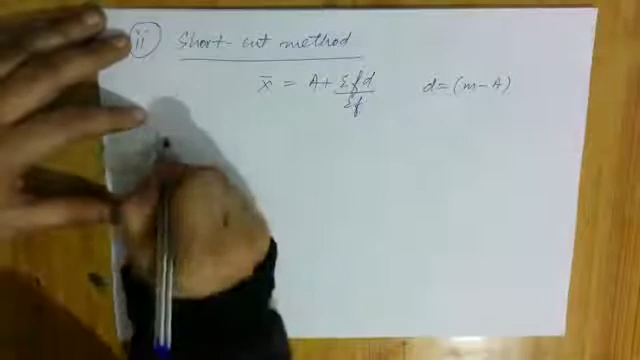 ii) Short-cut method
x̄ = A + Σfd / Σf    d = (m - A)